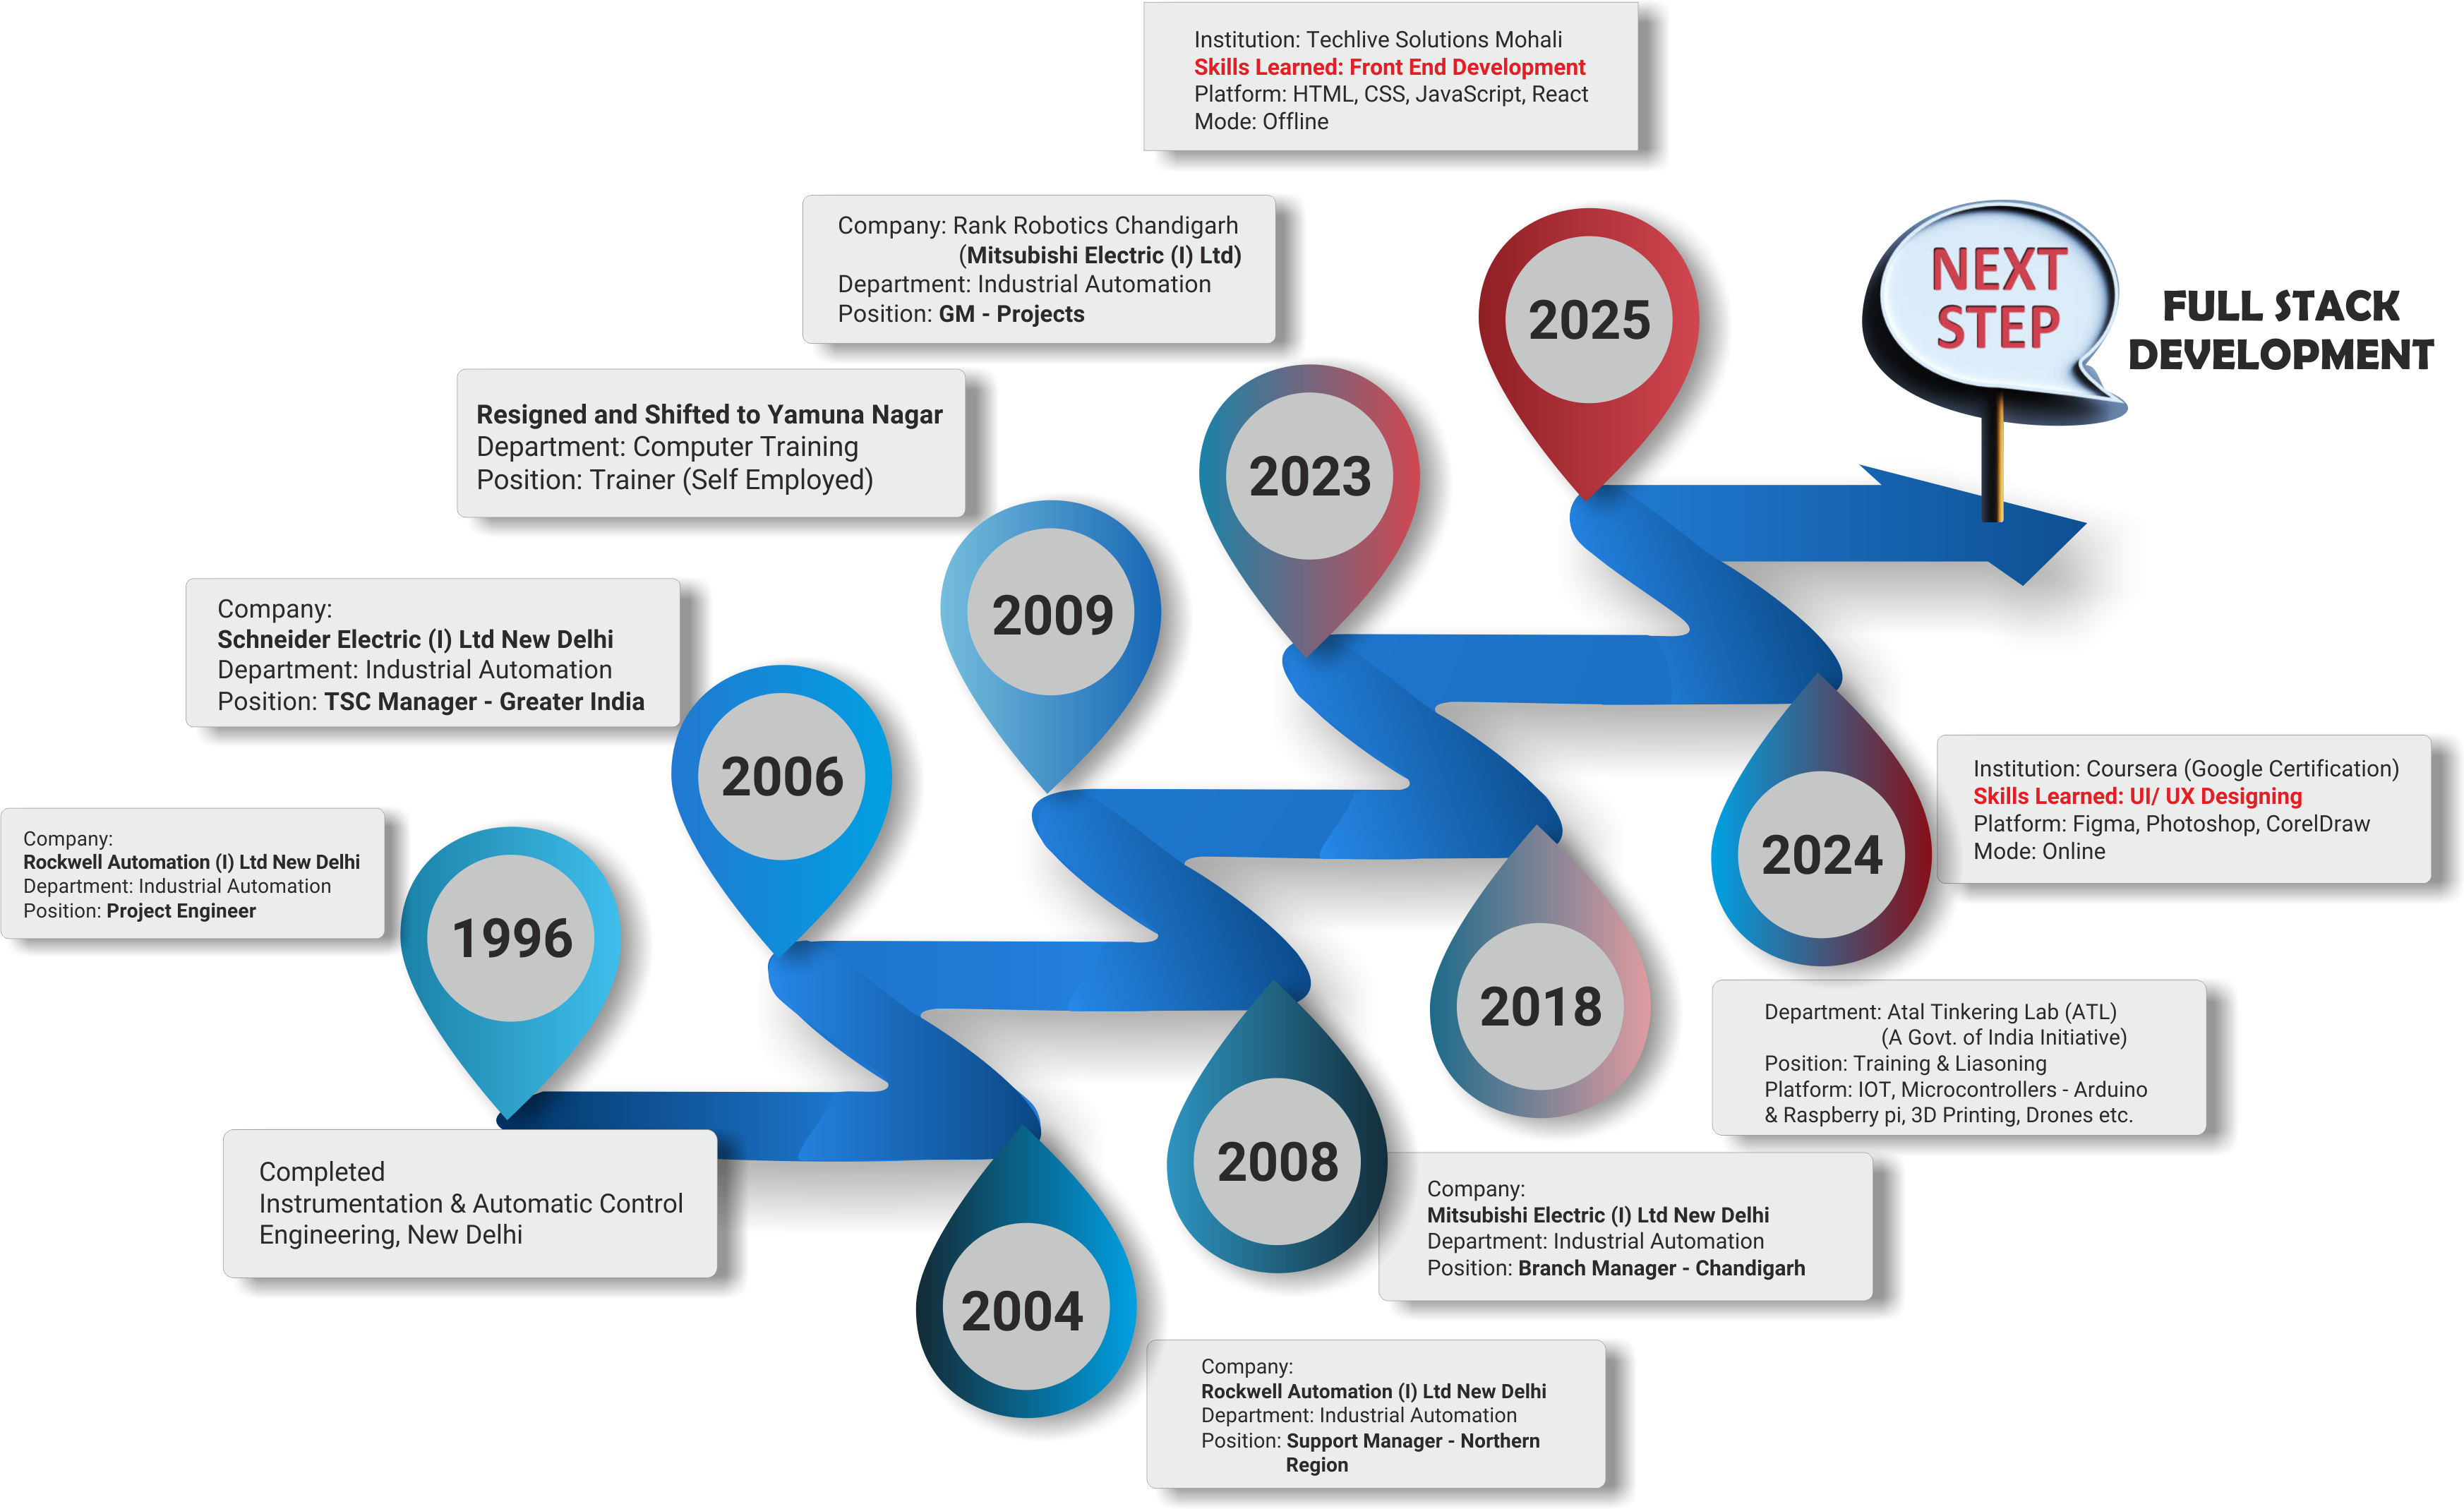 Institution: Techlive Solutions Mohali
Skills Learned: Front End Development
Platform: HTML, CSS, JavaScript, React
Mode: Offline
2025
NEXT
STEP
FULL STACK
DEVELOPMENT
Company: Rank Robotics Chandigarh
(Mitsubishi Electric (I) Ltd)
Department: Industrial Automation
Position: GM - Projects
2023
Resigned and Shifted to Yamuna Nagar
Department: Computer Training
Position: Trainer (Self Employed)
2009
Company:
Schneider Electric (I) Ltd New Delhi
Department: Industrial Automation
Position: TSC Manager - Greater India
2006
Company:
Rockwell Automation (I) Ltd New Delhi
Department: Industrial Automation
Position: Project Engineer
1996
Completed
Instrumentation & Automatic Control
Engineering, New Delhi
2024
Institution: Coursera (Google Certification)
Skills Learned: UI/ UX Designing
Platform: Figma, Photoshop, CorelDraw
Mode: Online
2018
Department: Atal Tinkering Lab (ATL)
(A Govt. of India Initiative)
Position: Training & Liasoning
Platform: IOT, Microcontrollers - Arduino
& Raspberry pi, 3D Printing, Drones etc.
2008
Company:
Mitsubishi Electric (I) Ltd New Delhi
Department: Industrial Automation
Position: Branch Manager - Chandigarh
2004
Company:
Rockwell Automation (I) Ltd New Delhi
Department: Industrial Automation
Position: Support Manager - Northern
Region